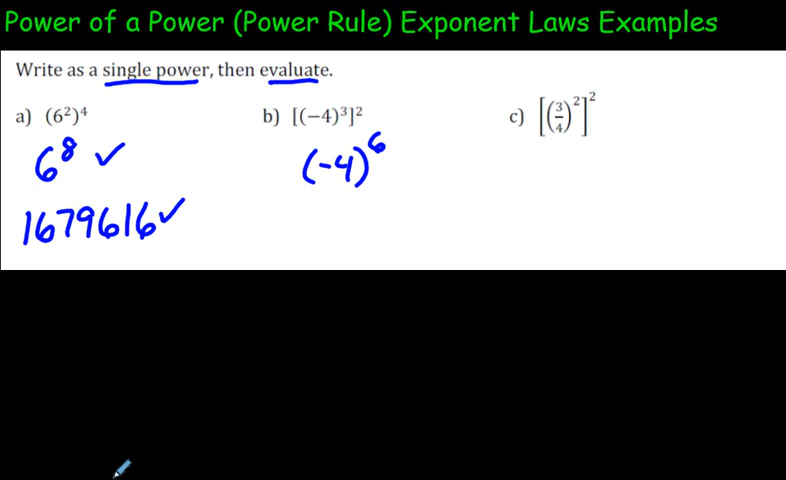 Power of a Power (Power Rule) Exponent Laws Examples
Write as a single power, then evaluate.
a) (6²)⁴ b) [(−4)³]² c) [(3/4)²]²
6⁸ ✓ (-4)⁶
1679616 ✓